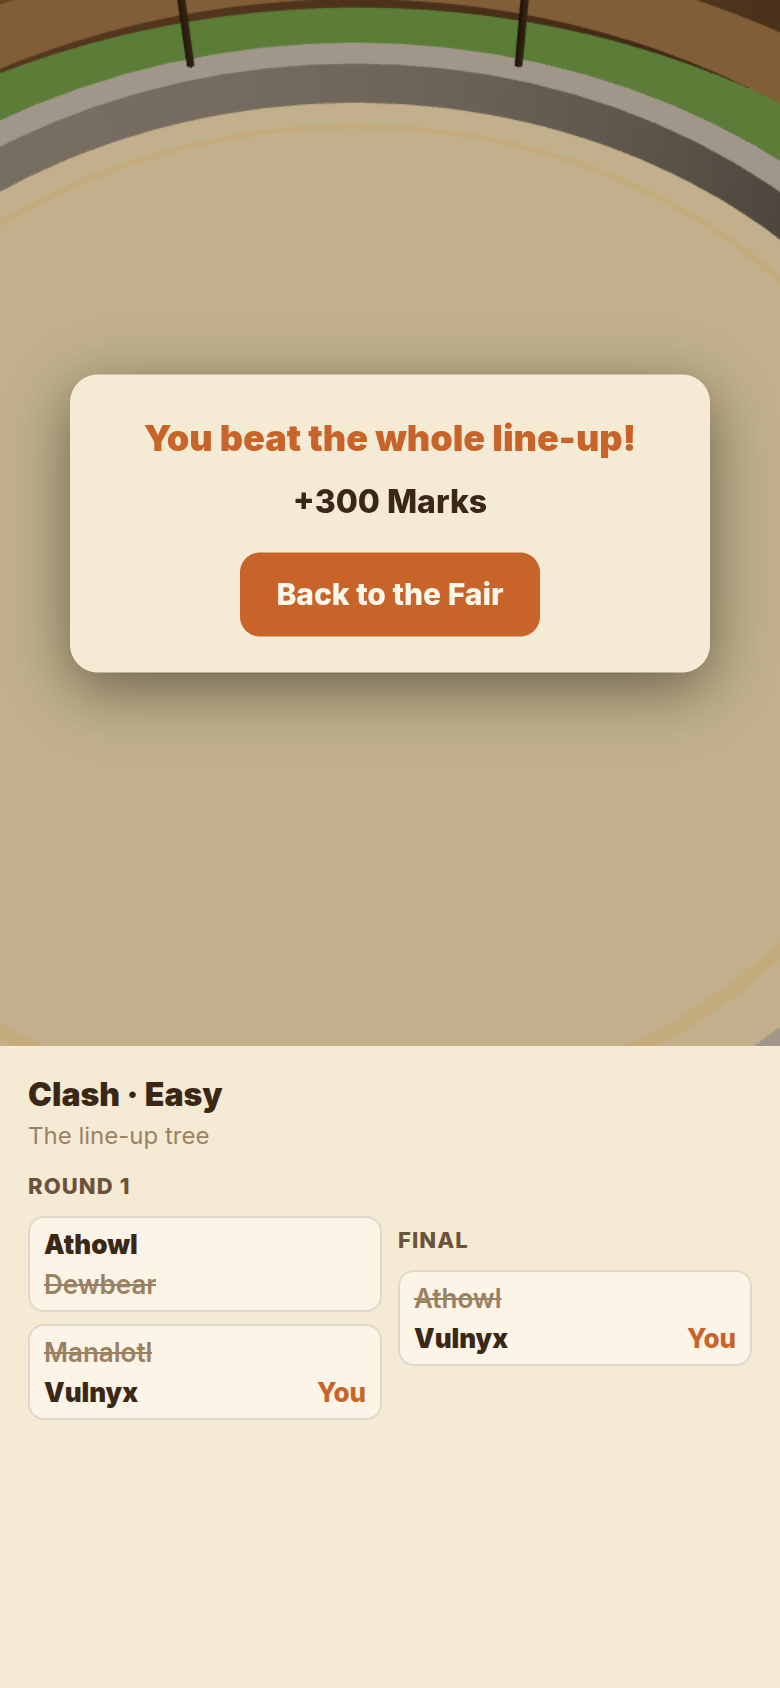 You beat the whole line-up!
+300 Marks
Back to the Fair
Clash · Easy
The line-up tree
ROUND 1
Athowl
Dewbear
Manalotl
Vulnyx You
FINAL
Athowl
Vulnyx You